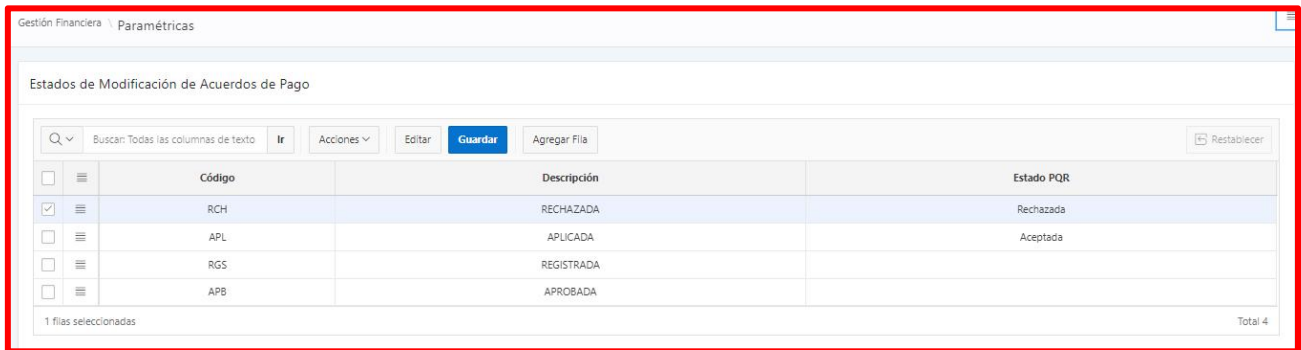 Gestión Financiera \ Paramétricas
Estados de Modificación de Acuerdos de Pago
Buscar: Todas las columnas de texto Ir Acciones Editar Guardar Agregar Fila Restablecer
Código Descripción Estado PQR
RCH RECHAZADA Rechazada
APL APLICADA Aceptada
RGS REGISTRADA
APB APROBADA
1 filas seleccionadas Total 4